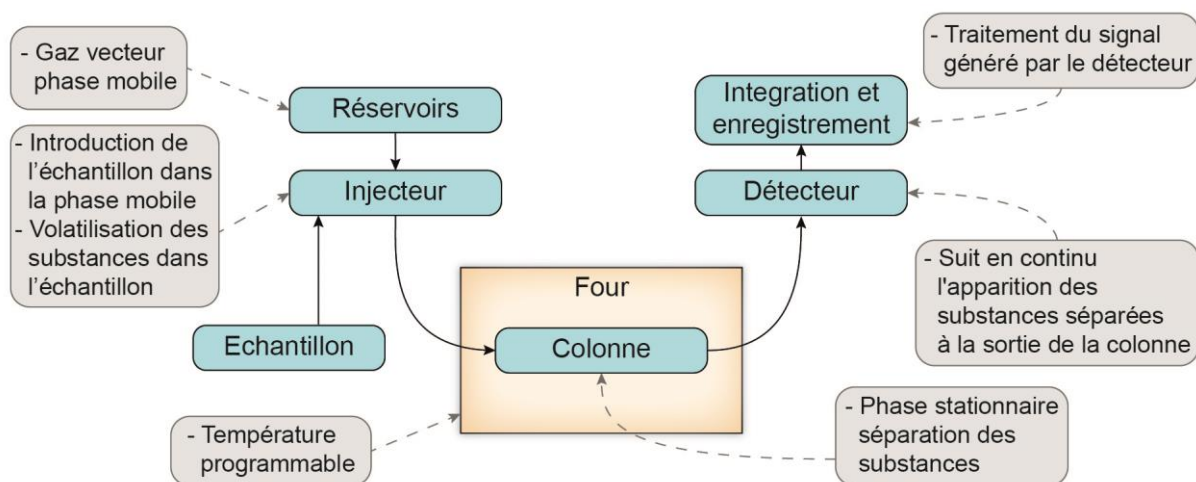 - Gaz vecteur
phase mobile
Réservoirs
- Introduction de
l'échantillon dans
la phase mobile
- Volatilisation des
substances dans
l'échantillon
Injecteur
Echantillon
Four
Colonne
- Température
programmable
- Traitement du signal
généré par le détecteur
Integration et
enregistrement
Détecteur
- Suit en continu
l'apparition des
substances séparées
à la sortie de la colonne
- Phase stationnaire
séparation des
substances